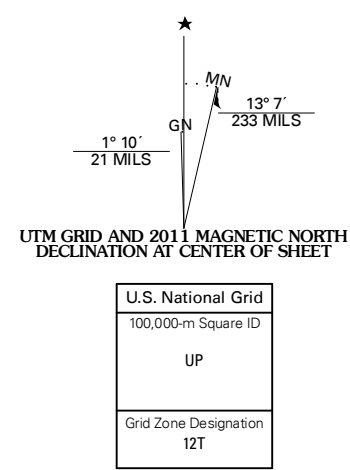 MN
GN
13° 7´
233 MILS
1° 10´
21 MILS
UTM GRID AND 2011 MAGNETIC NORTH
DECLINATION AT CENTER OF SHEET
U.S. National Grid
100,000-m Square ID
UP
Grid Zone Designation
12T